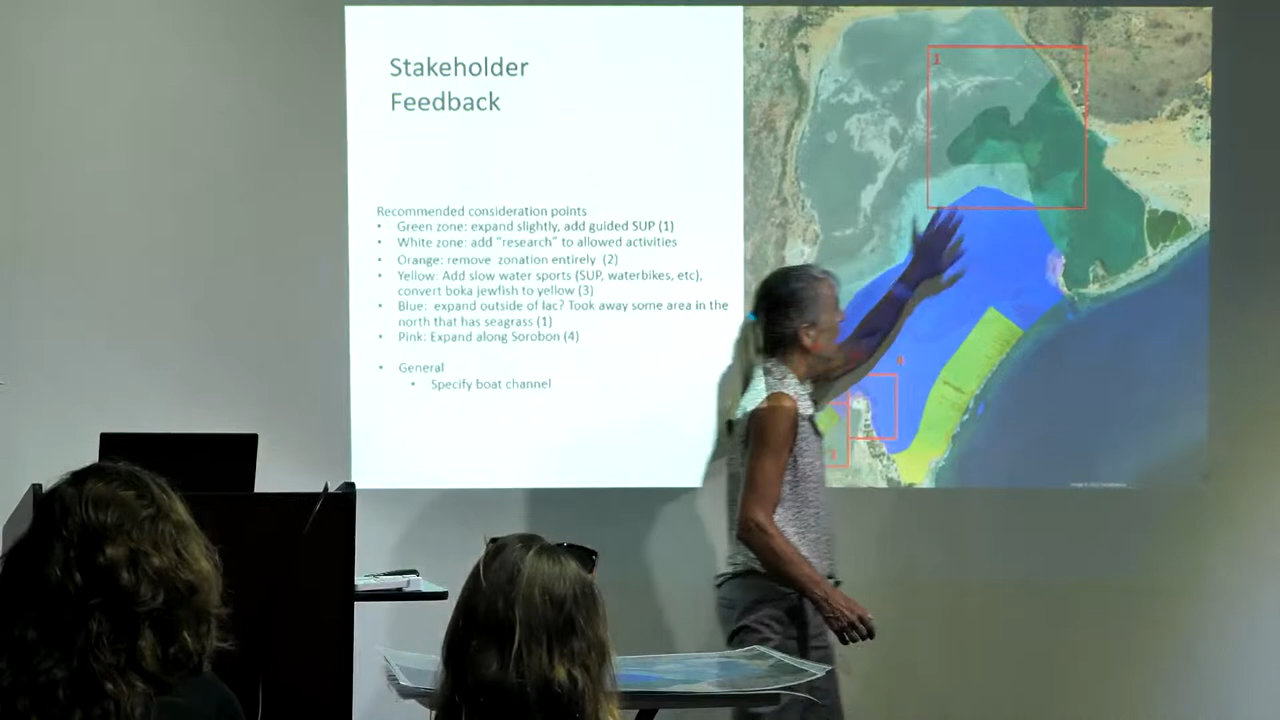 Stakeholder
Feedback
Recommended consideration points
• Green zone: expand slightly, add guided SUP (1)
• White zone: add "research" to allowed activities
• Orange: remove zonation entirely (2)
• Yellow: Add slow water sports (SUP, waterbikes, etc),
convert boka jewfish to yellow (3)
• Blue: expand outside of lac? Took away some area in the
north that has seagrass (1)
• Pink: Expand along Sorobon (4)
• General
• Specify boat channel
1
4